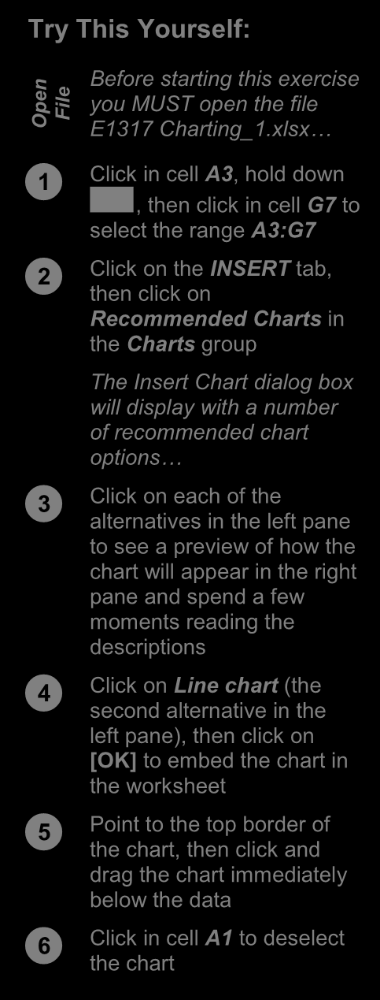 Try This Yourself:
Open
File
Before starting this exercise
you MUST open the file
E1317 Charting_1.xlsx…
1
Click in cell A3, hold down
, then click in cell G7 to
select the range A3:G7
2
Click on the INSERT tab,
then click on
Recommended Charts in
the Charts group
The Insert Chart dialog box
will display with a number
of recommended chart
options…
3
Click on each of the
alternatives in the left pane
to see a preview of how the
chart will appear in the right
pane and spend a few
moments reading the
descriptions
4
Click on Line chart (the
second alternative in the
left pane), then click on
[OK] to embed the chart in
the worksheet
5
Point to the top border of
the chart, then click and
drag the chart immediately
below the data
6
Click in cell A1 to deselect
the chart